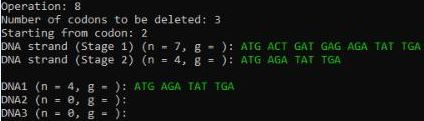 Operation: 8
Number of codons to be deleted: 3
Starting from codon: 2
DNA strand (Stage 1) (n = 7, g = ): ATG ACT GAT GAG AGA TAT TGA
DNA strand (Stage 2) (n = 4, g = ): ATG AGA TAT TGA
DNA1 (n = 4, g = ): ATG AGA TAT TGA
DNA2 (n = 0, g = ):
DNA3 (n = 0, g = ):